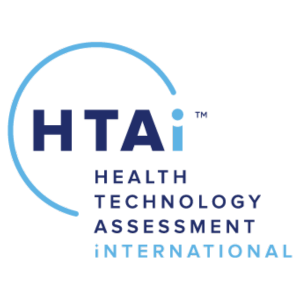 HTAi™
HEALTH
TECHNOLOGY
ASSESSMENT
iNTERNATIONAL